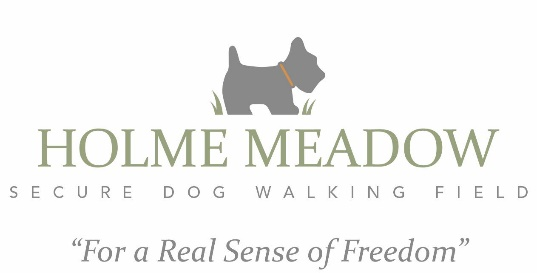 HOLME MEADOW
SECURE DOG WALKING FIELD
“For a Real Sense of Freedom”